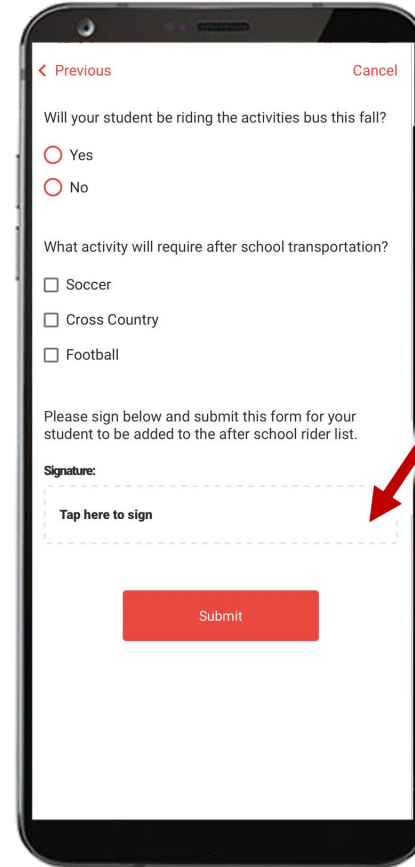 Previous Cancel
Will your student be riding the activities bus this fall?
Yes
No
What activity will require after school transportation?
Soccer
Cross Country
Football
Please sign below and submit this form for your
student to be added to the after school rider list.
Signature:
Tap here to sign
Submit